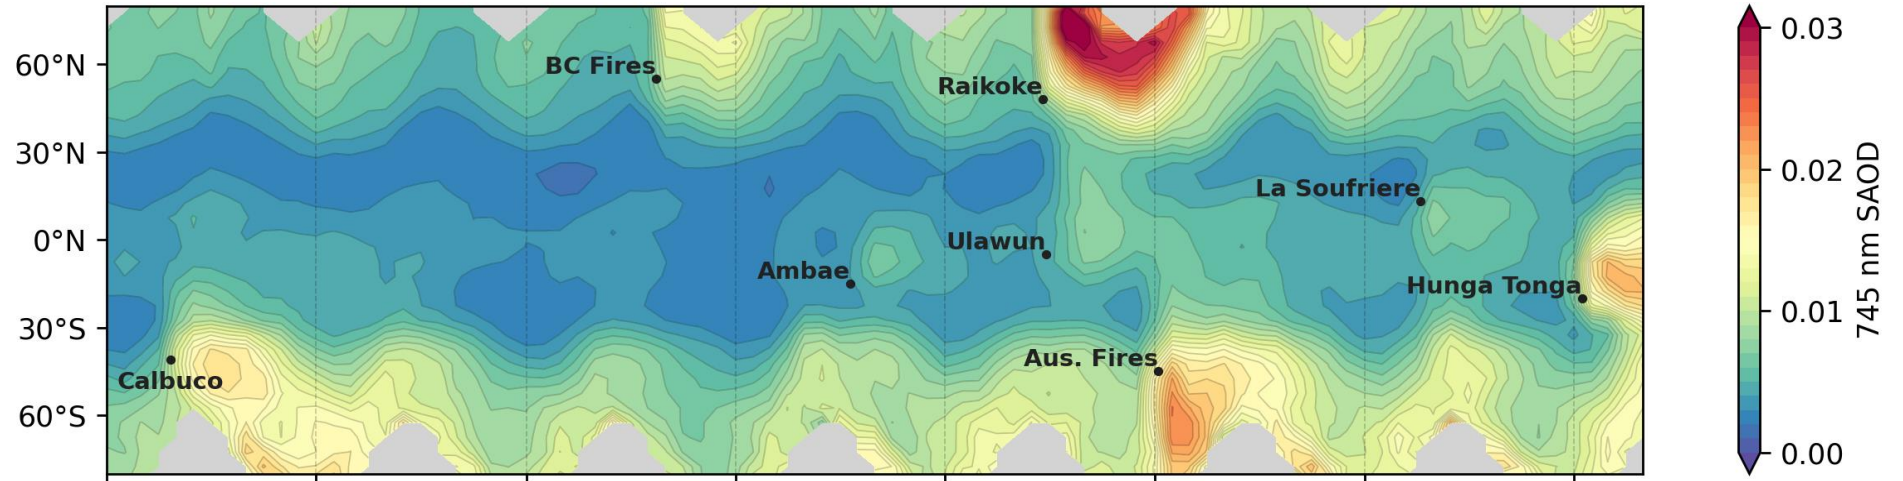 60°N
30°N
0°N
30°S
60°S
BC Fires
Raikoke
La Soufriere
Ulawun
Ambae
Hunga Tonga
Aus. Fires
Calbuco
0.03
0.02
0.01
0.00
745 nm SAOD